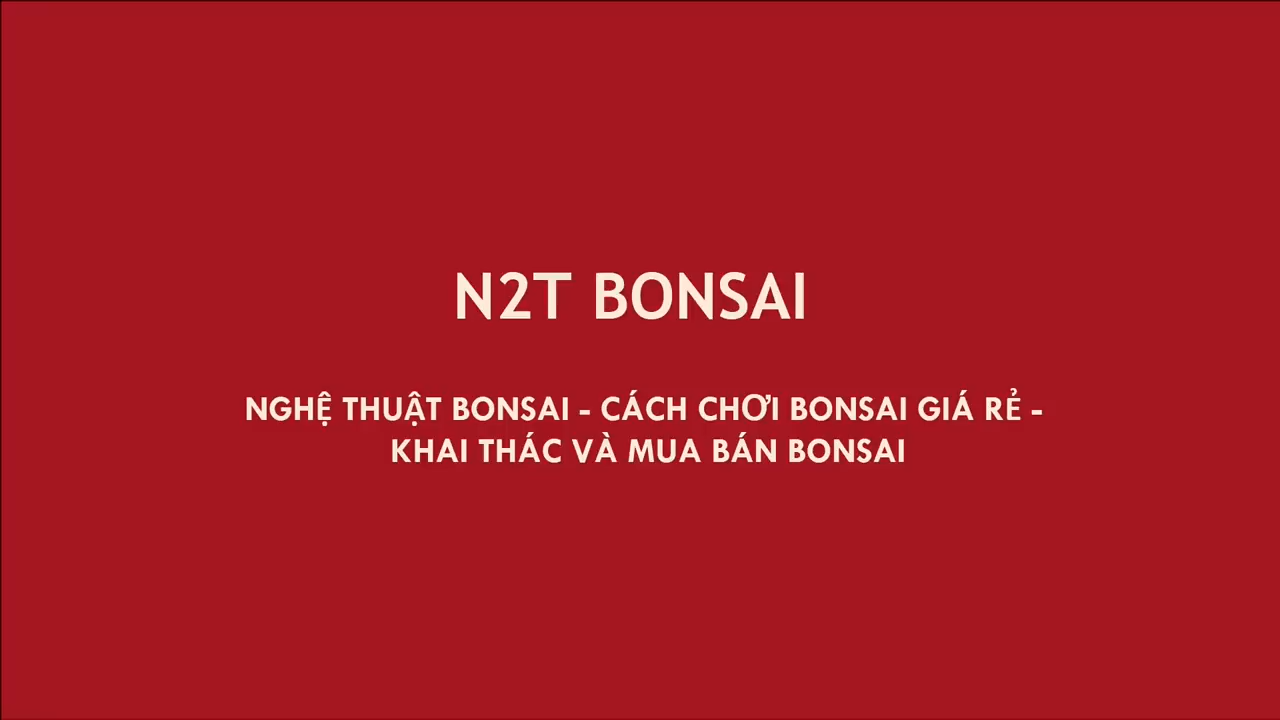 N2T BONSAI
NGHỆ THUẬT BONSAI - CÁCH CHƠI BONSAI GIÁ RẺ -
KHAI THÁC VÀ MUA BÁN BONSAI